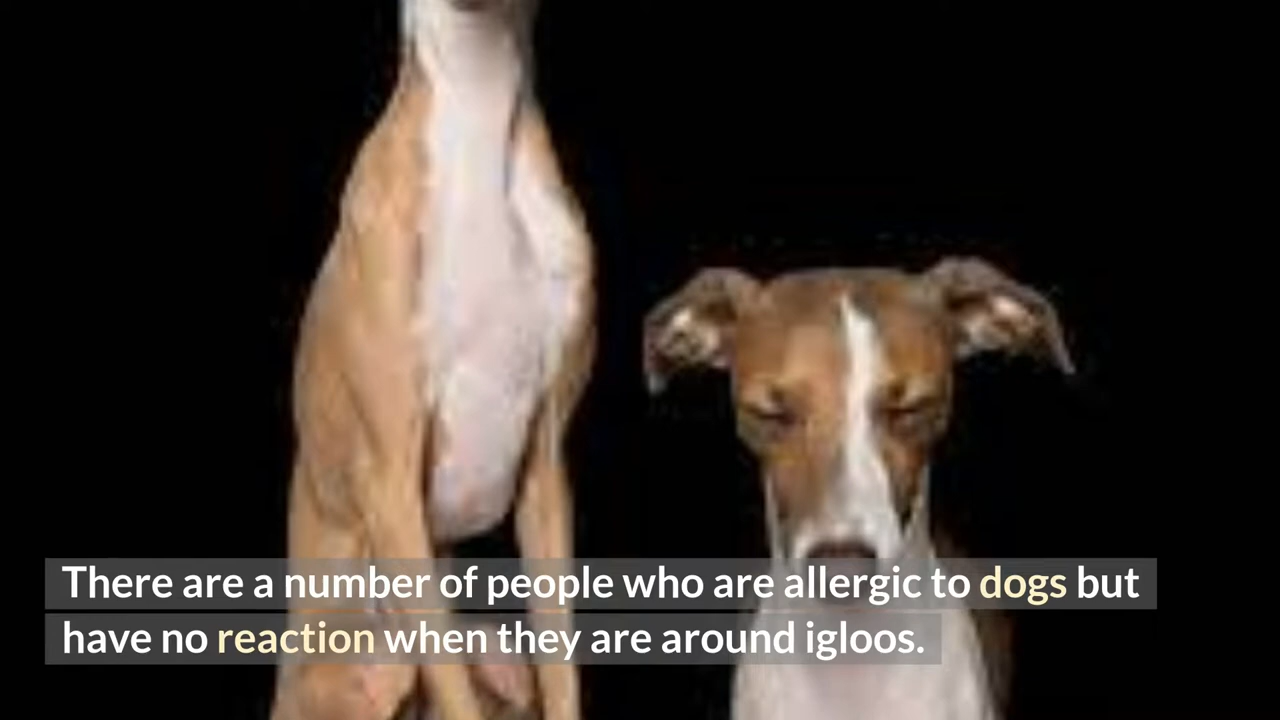 There are a number of people who are allergic to dogs but
have no reaction when they are around igloos.